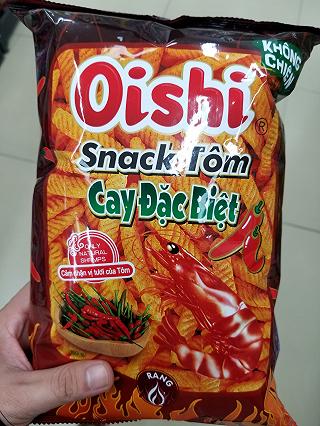 KHÔNG
CHIÊN
Oishi®
Snack Tôm
Cay Đặc Biệt
ONLY
NATURAL
SHRIMPS
Cảm nhận vị tươi của Tôm
RANG